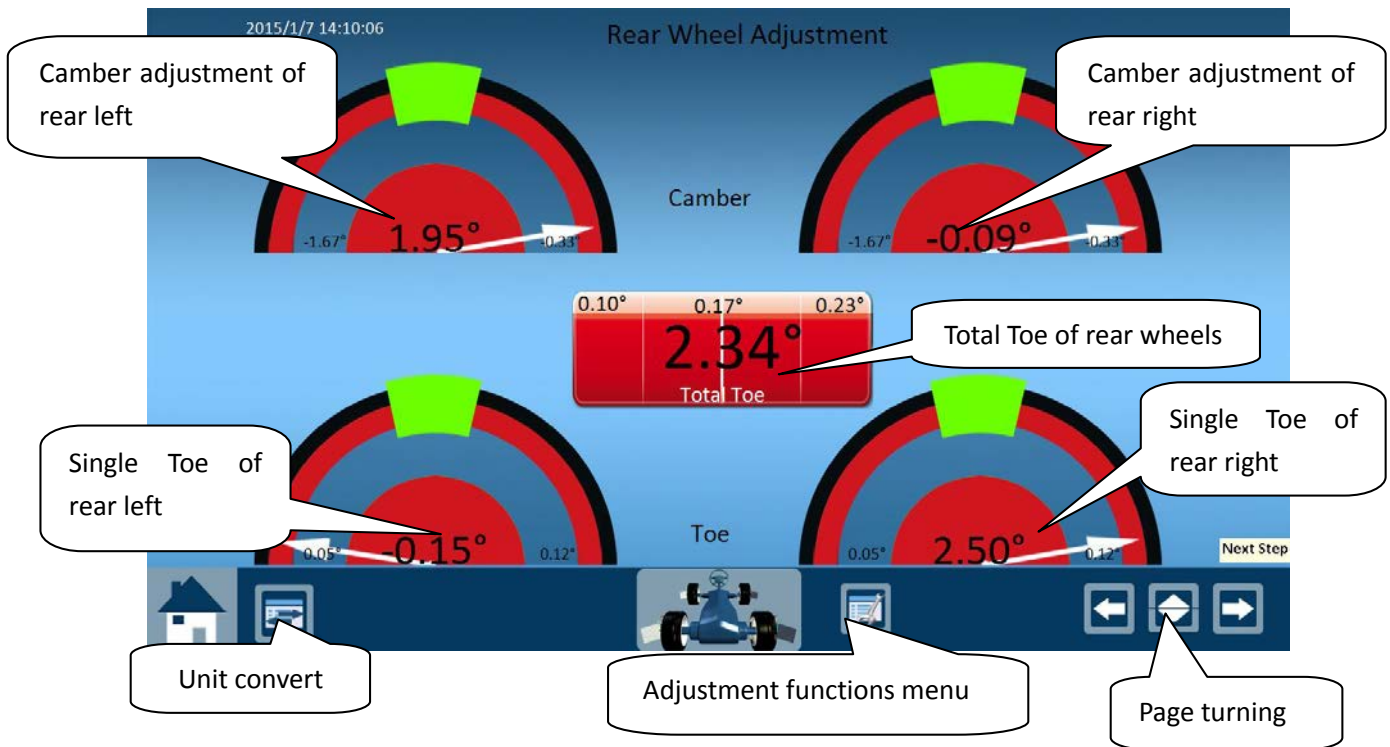 2015/1/7 14:10:06
Rear Wheel Adjustment
Camber adjustment of
rear left
Camber adjustment of
rear right
Camber
-1.67°
1.95°
-0.33°
-1.67°
-0.09°
-0.33°
0.10°
0.17°
0.23°
2.34°
Total Toe
Total Toe of rear wheels
Single Toe of
rear left
Single Toe of
rear right
Toe
0.05°
-0.15°
0.12°
0.05°
2.50°
0.12°
Next Step
Unit convert
Adjustment functions menu
Page turning